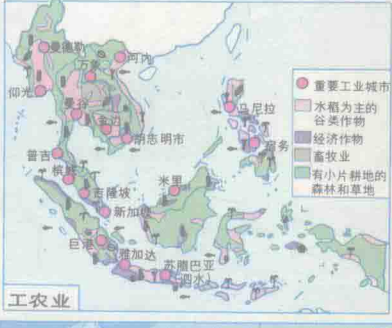 曼德勒
河内
万象
仰光
曼谷
金边
马尼拉
胡志明市
宿务
普吉
槟城
米里
吉隆坡
新加坡
巨港
雅加达
苏腊巴亚
(泗水)
重要工业城市
水稻为主的
谷类作物
经济作物
畜牧业
有小片耕地的
森林和草地
工农业